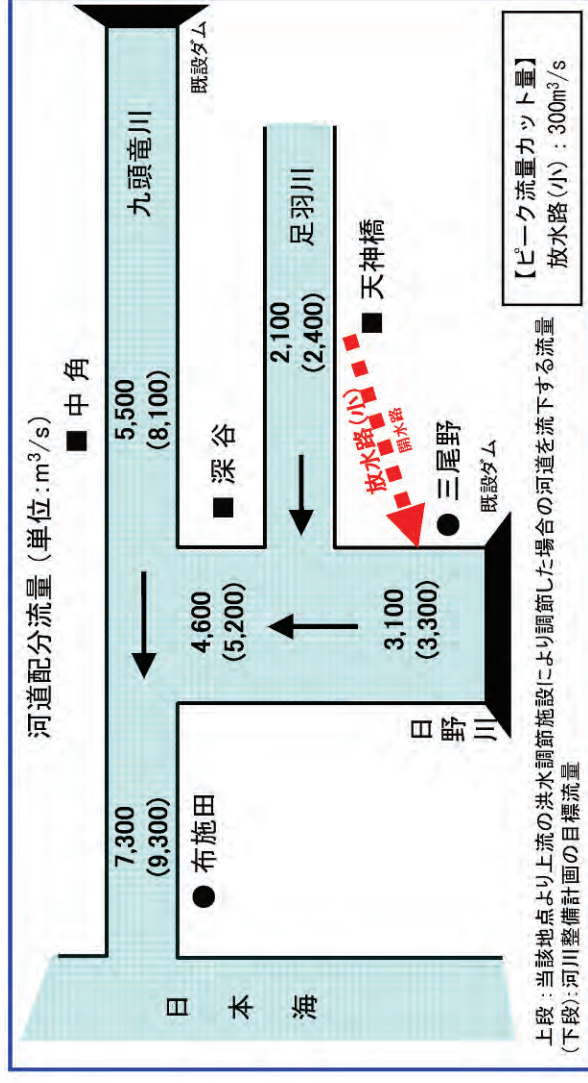 河道配分流量 (単位:m³/s)
■中角
既設ダム
九頭竜川
5,500
(8,100)
7,300
(9,300)
●布施田
日本海
■深谷
4,600
(5,200)
足羽川
2,100
(2,400)
■天神橋
放水路(小)
開水路
3,100
(3,300)
●三尾野
既設ダム
日野川
【ピーク流量カット量】
放水路(小):300m³/s
上段:当該地点より上流の洪水調節施設により調節した場合の河道を流下する流量
(下段):河川整備計画の目標流量